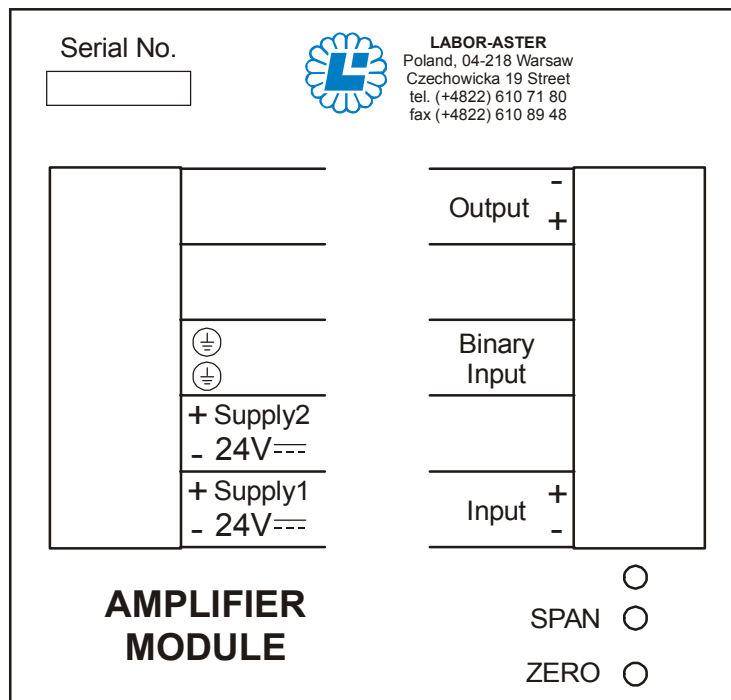 Serial No.
LABOR-ASTER
Poland, 04-218 Warsaw
Czechowicka 19 Street
tel. (+4822) 610 71 80
fax (+4822) 610 89 48
Output
-
+
Binary
Input
+ Supply2
- 24V
+ Supply1
- 24V
Input
+
-
AMPLIFIER
MODULE
SPAN
ZERO